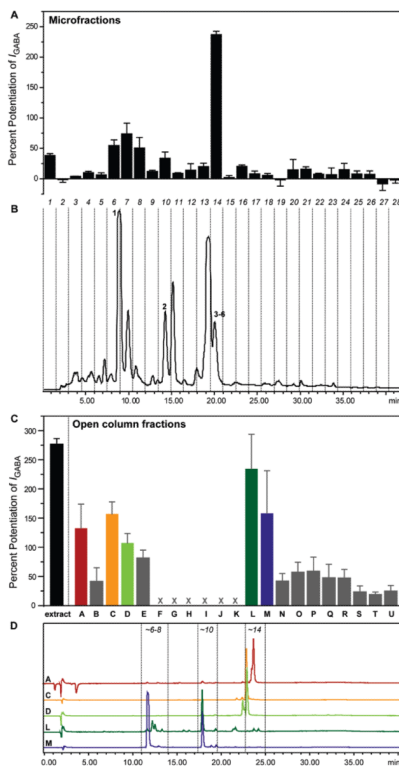 A
Microfractions
Percent Potentiation of IGABA
250
200
150
100
50
0
1 2 3 4 5 6 7 8 9 10 11 12 13 14 15 16 17 18 19 20 21 22 23 24 25 26 27 28
B
1
2
3-6
5.00 10.00 15.00 20.00 25.00 30.00 35.00 min
C
Open column fractions
Percent Potentiation of IGABA
300
250
200
150
100
50
0
X X X X X X
extract A B C D E F G H I J K L M N O P Q R S T U
D
~6-8 ~10 ~14
A
C
D
L
M
0.00 5.00 10.00 15.00 20.00 25.00 30.00 35.00 min